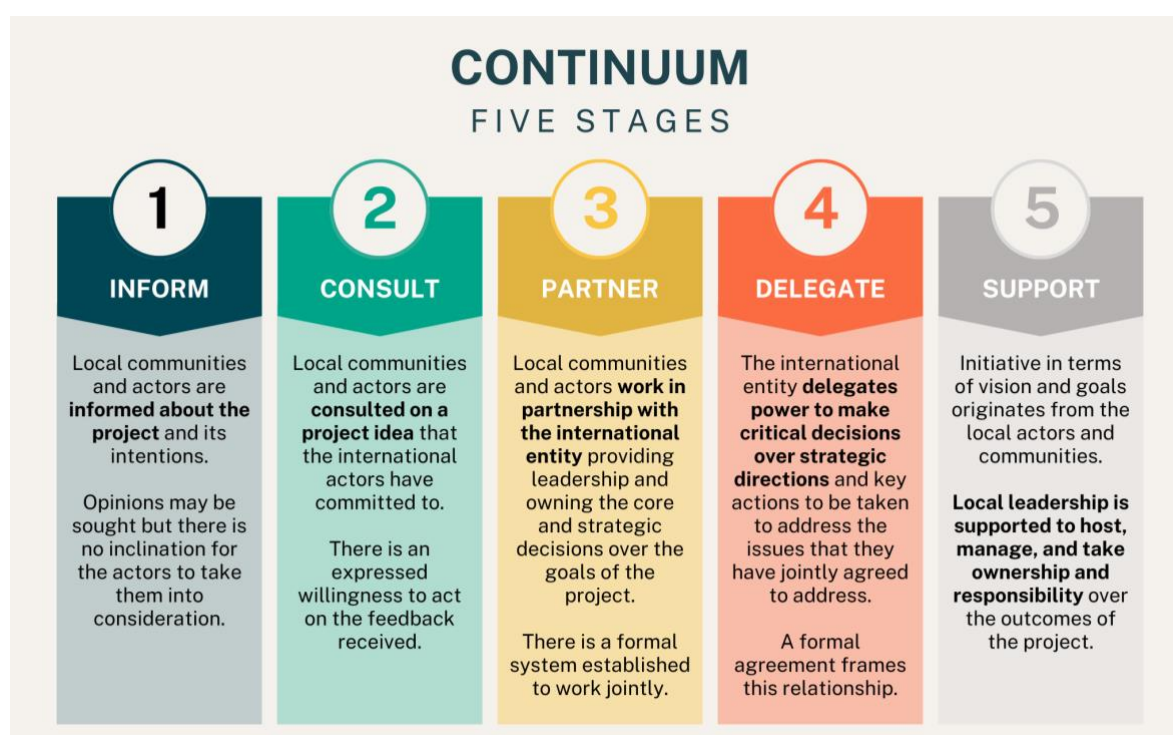 CONTINUUM
FIVE STAGES
1
INFORM
Local communities
and actors are
informed about the
project and its
intentions.
Opinions may be
sought but there is
no inclination for
the actors to take
them into
consideration.
2
CONSULT
Local communities
and actors are
consulted on a
project idea that
the international
actors have
committed to.
There is an
expressed
willingness to act
on the feedback
received.
3
PARTNER
Local communities
and actors work in
partnership with
the international
entity providing
leadership and
owning the core
and strategic
decisions over the
goals of the
project.
There is a formal
system established
to work jointly.
4
DELEGATE
The international
entity delegates
power to make
critical decisions
over strategic
directions and key
actions to be taken
to address the
issues that they
have jointly agreed
to address.
A formal
agreement frames
this relationship.
5
SUPPORT
Initiative in terms
of vision and goals
originates from the
local actors and
communities.
Local leadership is
supported to host,
manage, and take
ownership and
responsibility over
the outcomes of
the project.